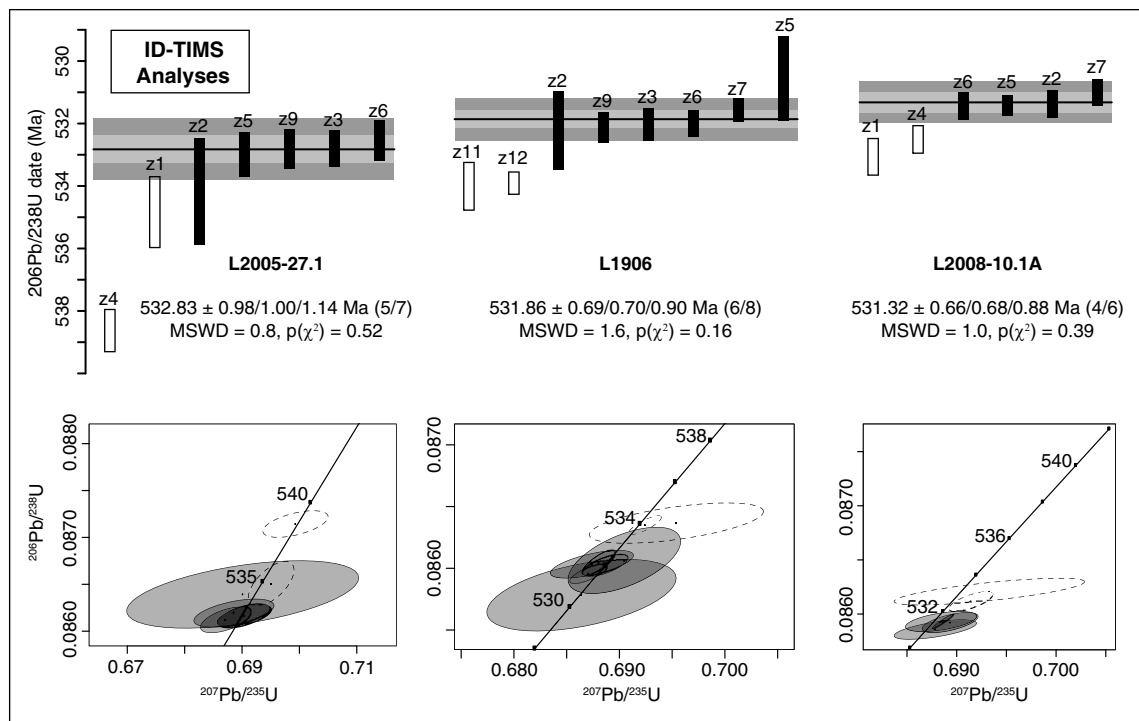 ID-TIMS
Analyses
206Pb/238U date (Ma)
530
532
534
536
538
z4
z1
z2
z5
z9
z3
z6
L2005-27.1
532.83 ± 0.98/1.00/1.14 Ma (5/7)
MSWD = 0.8, p(χ²) = 0.52
z11
z12
z2
z9
z3
z6
z7
z5
L1906
531.86 ± 0.69/0.70/0.90 Ma (6/8)
MSWD = 1.6, p(χ²) = 0.16
z1
z4
z6
z5
z2
z7
L2008-10.1A
531.32 ± 0.66/0.68/0.88 Ma (4/6)
MSWD = 1.0, p(χ²) = 0.39
²⁰⁶Pb/²³⁸U
0.0880
0.0870
0.0860
540
535
0.67
0.69
0.71
²⁰⁷Pb/²³⁵U
0.0870
0.0860
538
534
530
0.680
0.690
0.700
²⁰⁷Pb/²³⁵U
0.0870
0.0860
540
536
532
0.690
0.700
²⁰⁷Pb/²³⁵U